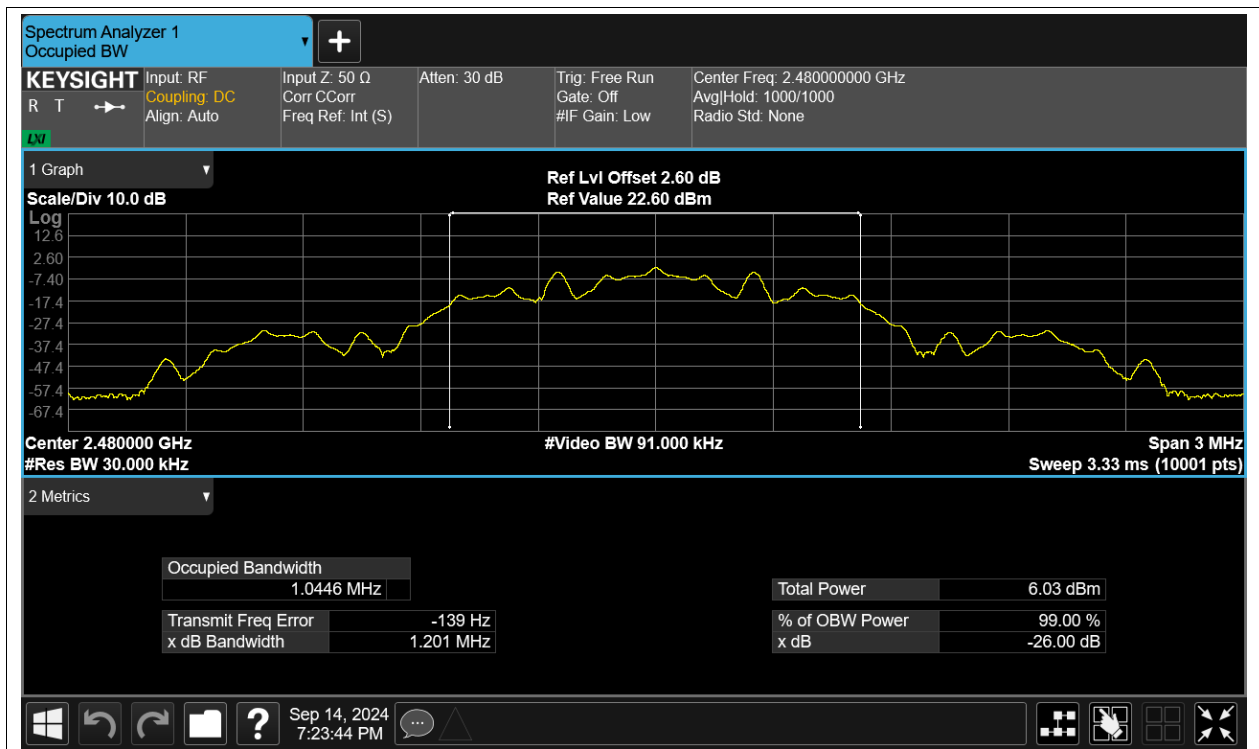 Spectrum Analyzer 1
Occupied BW
KEYSIGHT
R T
LXI
Input: RF
Coupling: DC
Align: Auto
Input Z: 50 Ω
Corr CCorr
Freq Ref: Int (S)
Atten: 30 dB
Trig: Free Run
Gate: Off
#IF Gain: Low
Center Freq: 2.480000000 GHz
Avg|Hold: 1000/1000
Radio Std: None
1 Graph
Scale/Div 10.0 dB
Ref Lvl Offset 2.60 dB
Ref Value 22.60 dBm
Log
12.6
2.60
-7.40
-17.4
-27.4
-37.4
-47.4
-57.4
-67.4
Center 2.480000 GHz
#Res BW 30.000 kHz
#Video BW 91.000 kHz
Span 3 MHz
Sweep 3.33 ms (10001 pts)
2 Metrics
Occupied Bandwidth
1.0446 MHz
Transmit Freq Error -139 Hz
x dB Bandwidth 1.201 MHz
Total Power 6.03 dBm
% of OBW Power 99.00 %
x dB -26.00 dB
?
Sep 14, 2024
7:23:44 PM